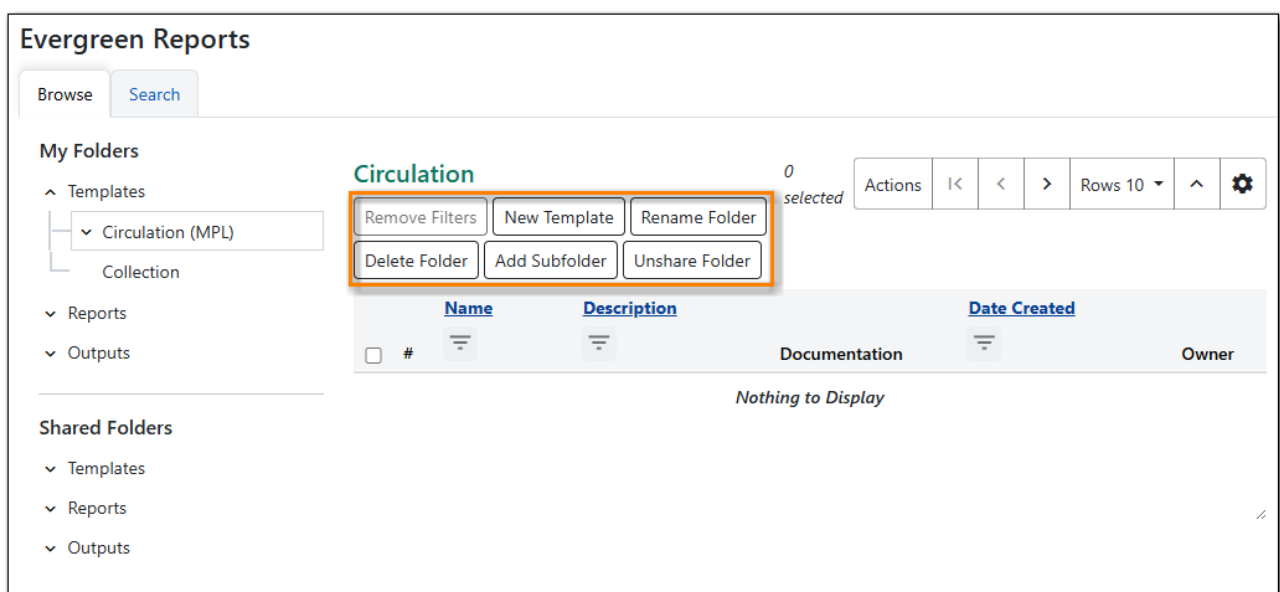 Evergreen Reports
Browse Search
My Folders
Templates
Circulation (MPL)
Collection
Reports
Outputs
Shared Folders
Templates
Reports
Outputs
Circulation
0
selected
Actions Rows 10
Remove Filters New Template Rename Folder
Delete Folder Add Subfolder Unshare Folder
# Name Description Documentation Date Created Owner
Nothing to Display